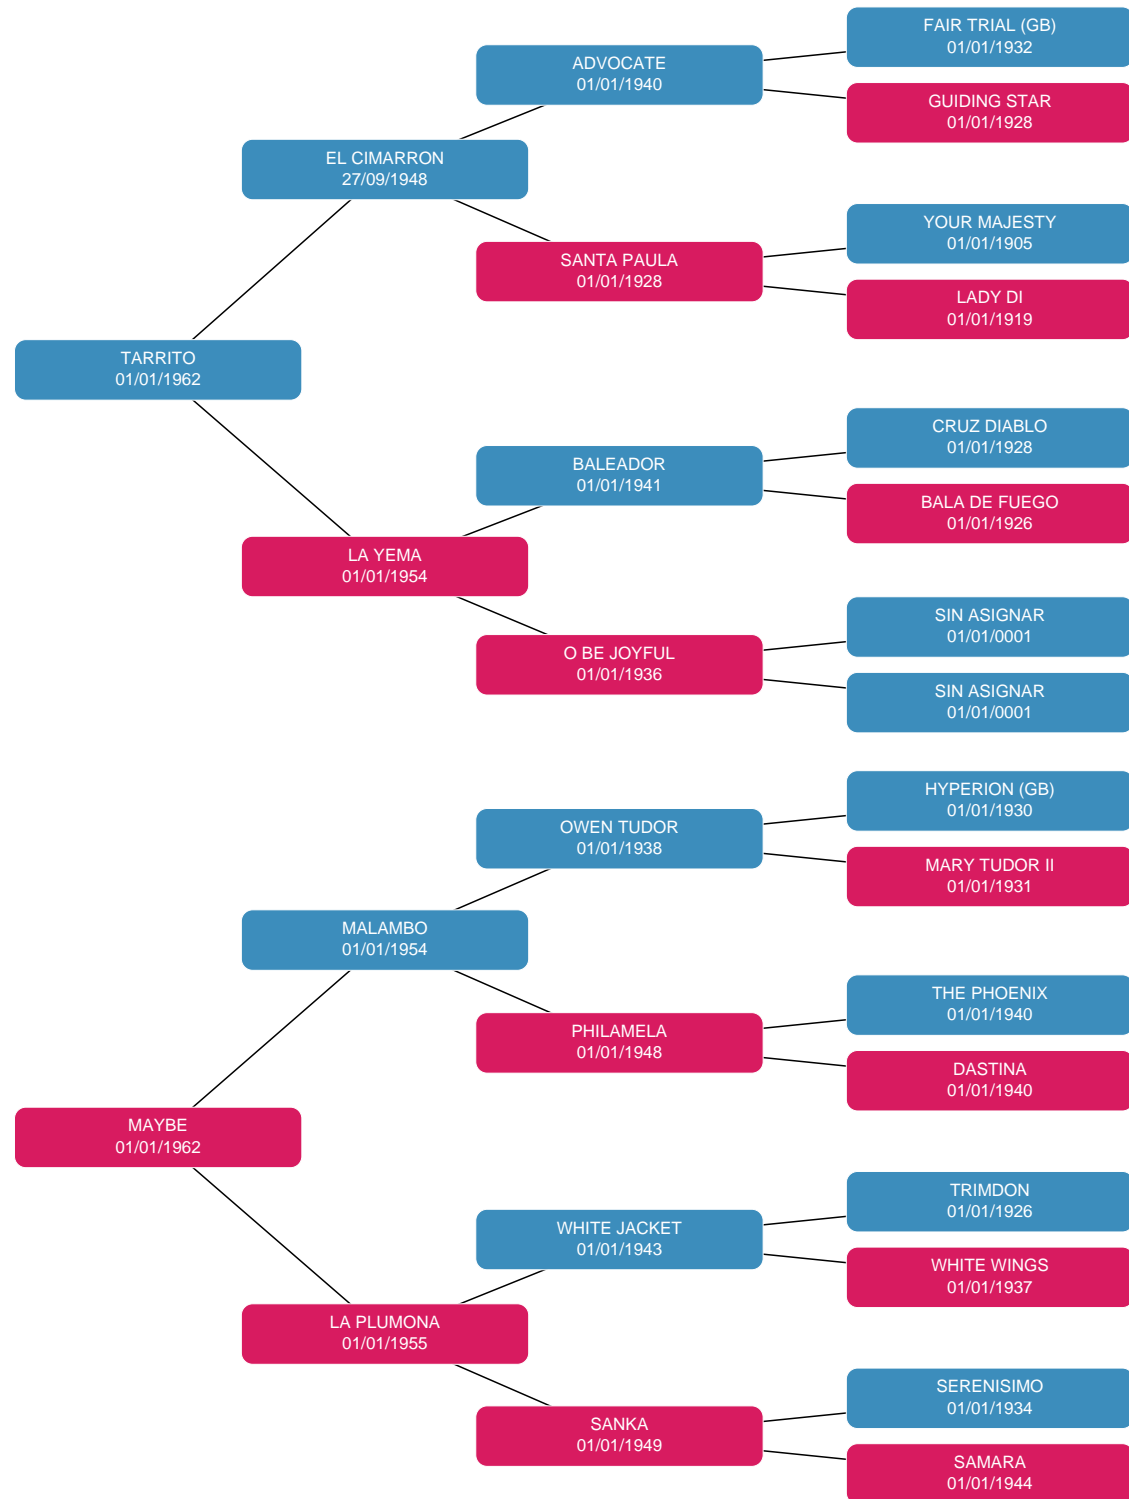 FAIR TRIAL (GB)
01/01/1932
ADVOCATE
01/01/1940
GUIDING STAR
01/01/1928
EL CIMARRON
27/09/1948
YOUR MAJESTY
01/01/1905
SANTA PAULA
01/01/1928
LADY DI
01/01/1919
TARRITO
01/01/1962
CRUZ DIABLO
01/01/1928
BALEADOR
01/01/1941
BALA DE FUEGO
01/01/1926
LA YEMA
01/01/1954
SIN ASIGNAR
01/01/0001
O BE JOYFUL
01/01/1936
SIN ASIGNAR
01/01/0001
HYPERION (GB)
01/01/1930
OWEN TUDOR
01/01/1938
MARY TUDOR II
01/01/1931
MALAMBO
01/01/1954
THE PHOENIX
01/01/1940
PHILAMELA
01/01/1948
DASTINA
01/01/1940
MAYBE
01/01/1962
TRIMDON
01/01/1926
WHITE JACKET
01/01/1943
WHITE WINGS
01/01/1937
LA PLUMONA
01/01/1955
SERENISIMO
01/01/1934
SANKA
01/01/1949
SAMARA
01/01/1944